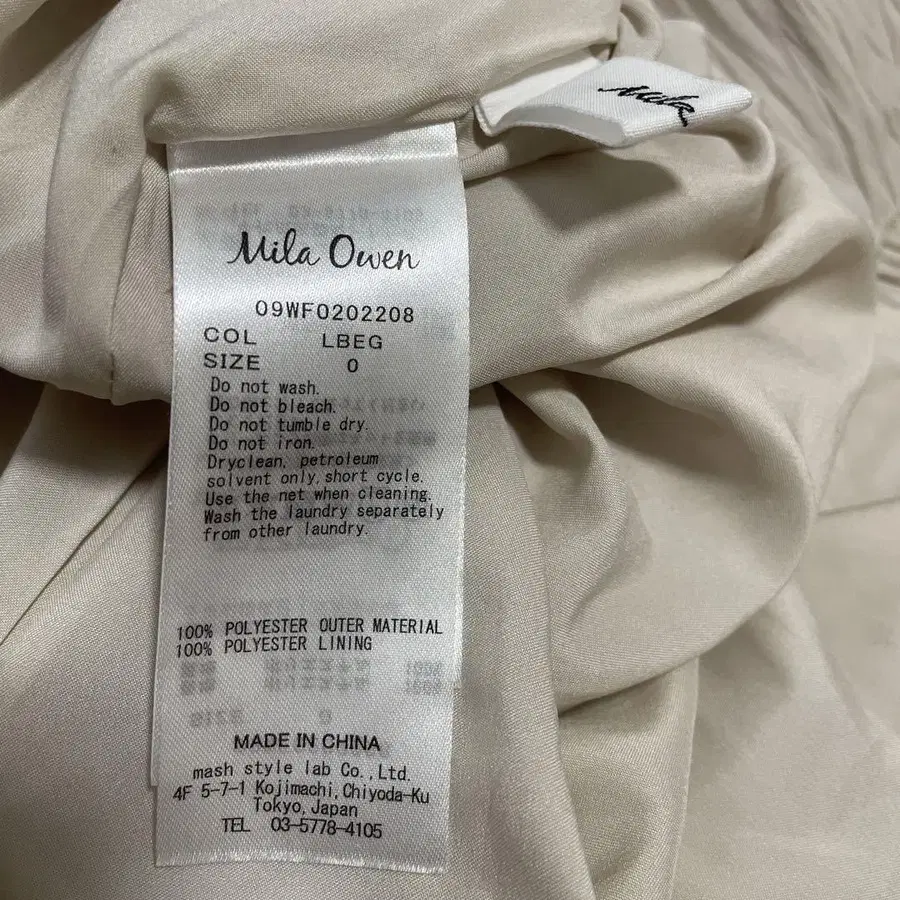 Mila
Mila Owen
09WF0202208
COL LBEG
SIZE 0
Do not wash.
Do not bleach.
Do not tumble dry.
Do not iron.
Dryclean, petroleum
solvent only, short cycle.
Use the net when cleaning.
Wash the laundry separately
from other laundry.
100% POLYESTER OUTER MATERIAL
100% POLYESTER LINING
MADE IN CHINA
mash style lab Co.,Ltd.
4F 5-7-1 Kojimachi,Chiyoda-Ku
Tokyo,Japan
TEL 03-5778-4105